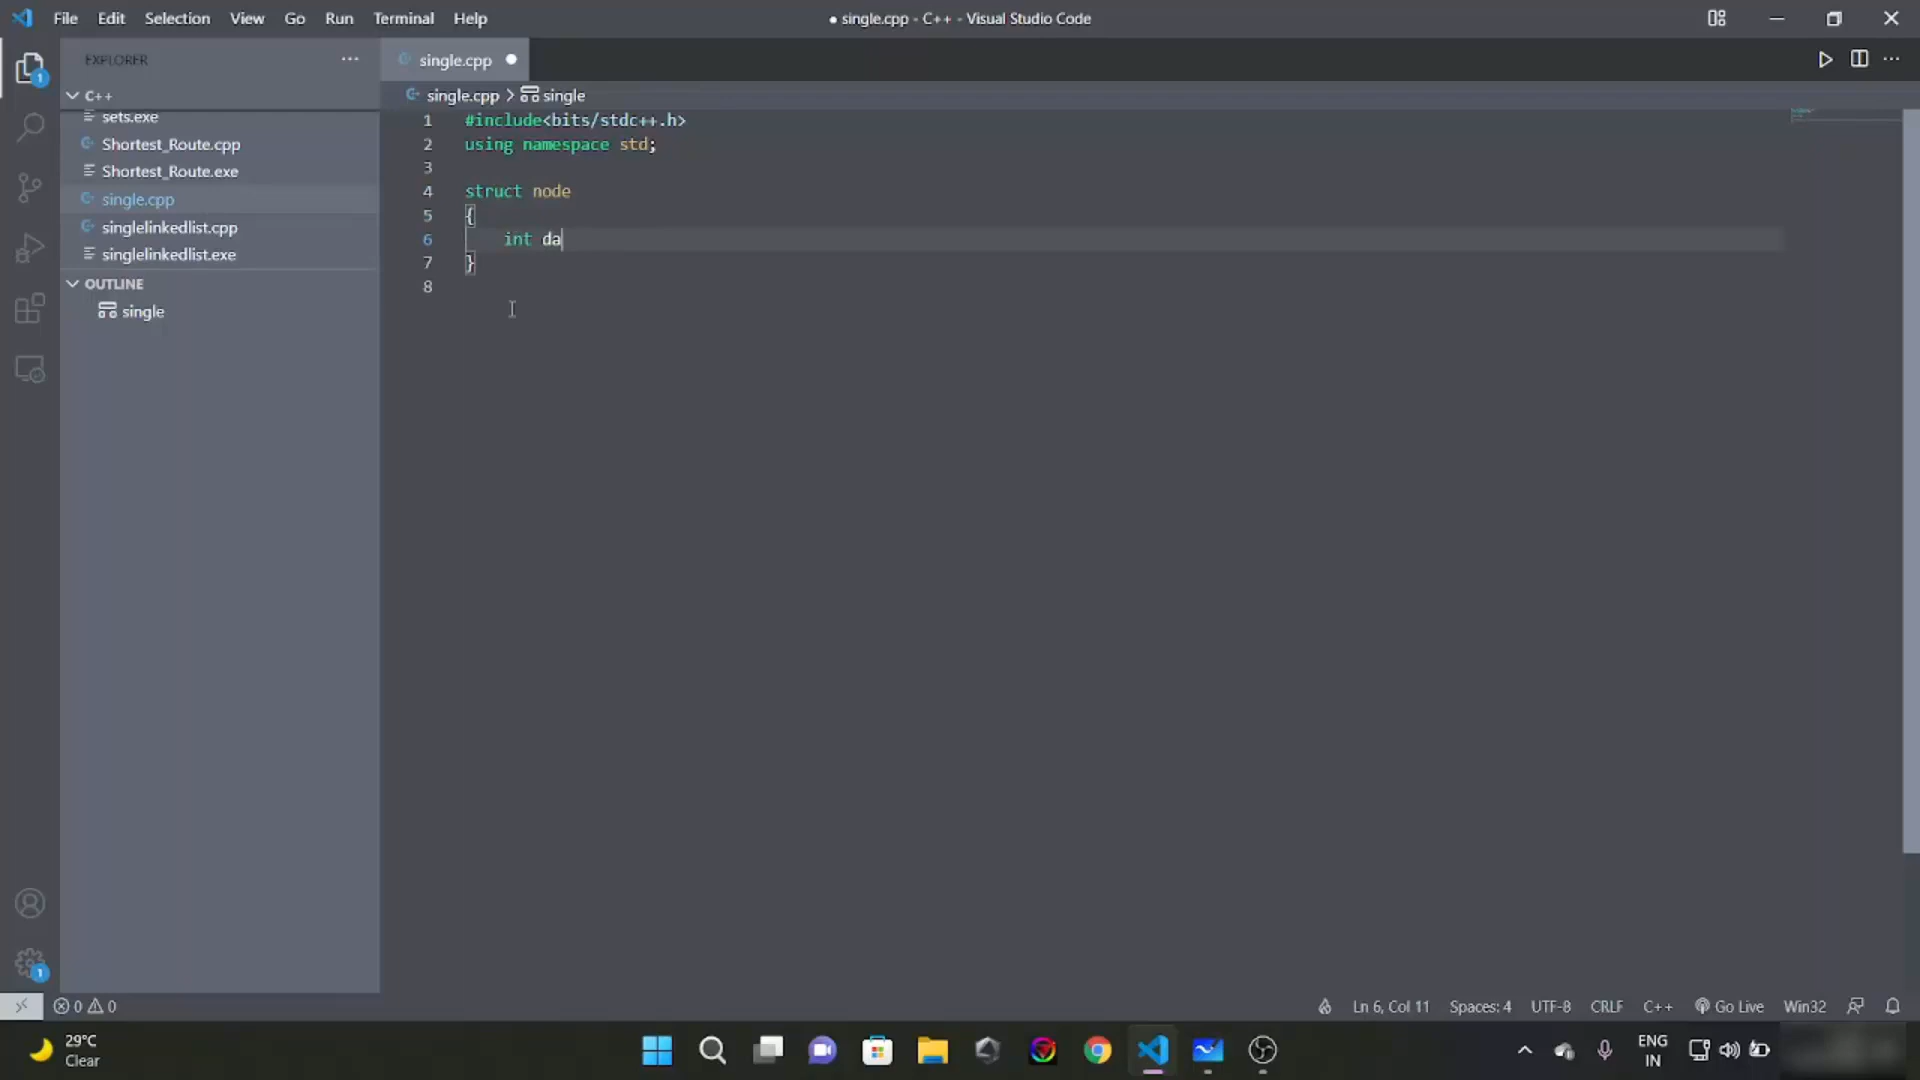 File Edit Selection View Go Run Terminal Help
● single.cpp - C++ - Visual Studio Code
EXPLORER
single.cpp
1
C++
single.cpp > single
sets.exe
Shortest_Route.cpp
Shortest_Route.exe
single.cpp
singlelinkedlist.cpp
singlelinkedlist.exe
OUTLINE
single
1 #include<bits/stdc++.h>
2 using namespace std;
3
4 struct node
5 {
6 int da
7 }
8
1
0 0
Ln 6, Col 11 Spaces: 4 UTF-8 CRLF C++ Go Live Win32
29°C
Clear
ENG
IN